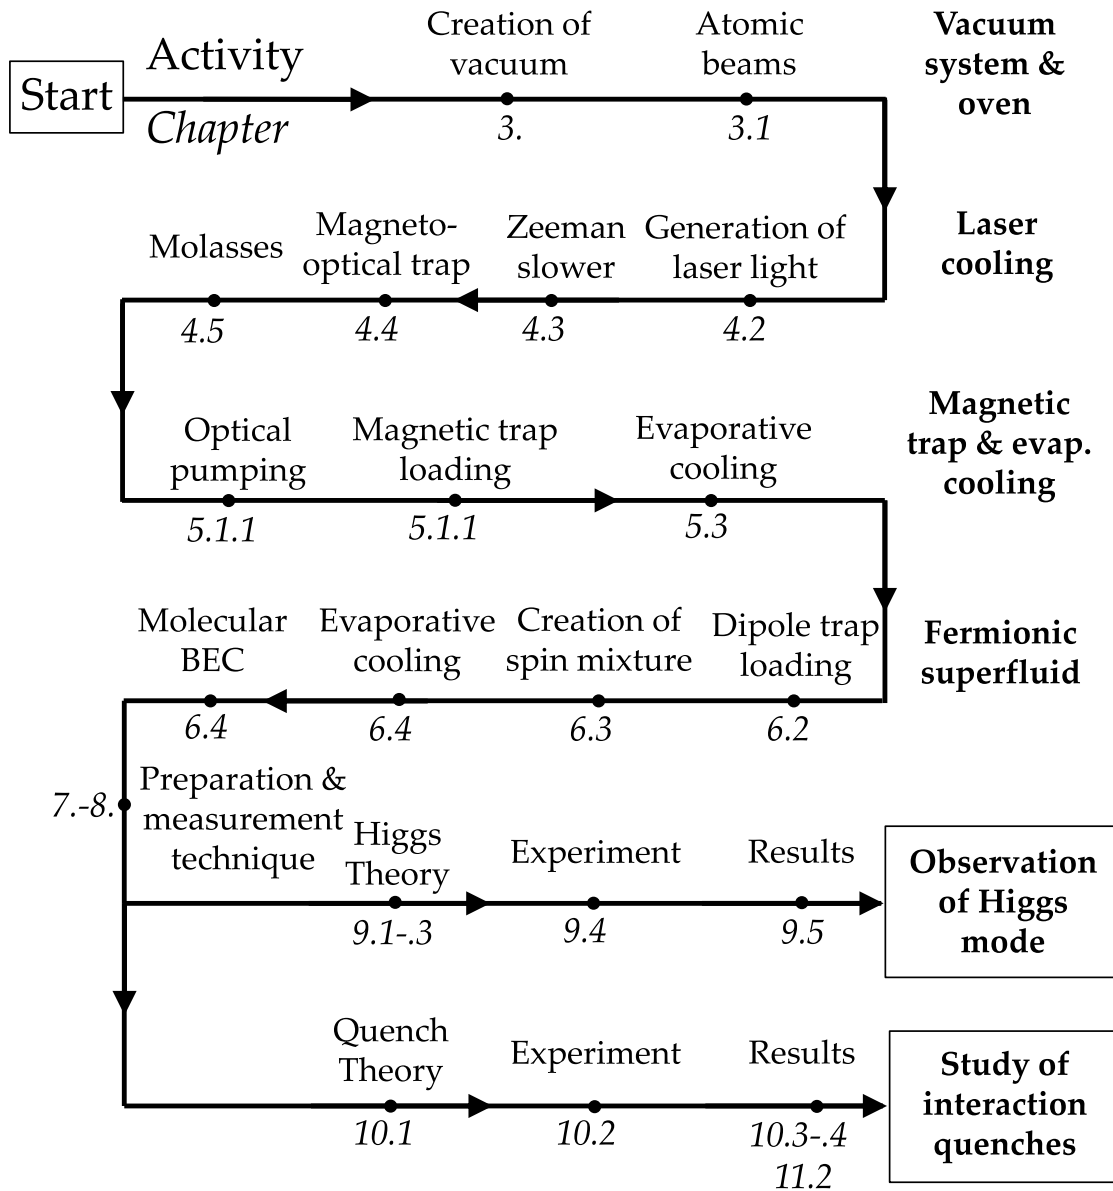 Start
Activity
Chapter
Creation of
vacuum
3.
Atomic
beams
3.1
Vacuum
system &
oven
Molasses
4.5
Magneto-
optical trap
4.4
Zeeman
slower
4.3
Generation of
laser light
4.2
Laser
cooling
Optical
pumping
5.1.1
Magnetic trap
loading
5.1.1
Evaporative
cooling
5.3
Magnetic
trap & evap.
cooling
Molecular
BEC
6.4
Evaporative
cooling
6.4
Creation of
spin mixture
6.3
Dipole trap
loading
6.2
Fermionic
superfluid
7.-8.
Preparation &
measurement
technique
Higgs
Theory
9.1-.3
Experiment
9.4
Results
9.5
Observation
of Higgs
mode
Quench
Theory
10.1
Experiment
10.2
Results
10.3-.4
11.2
Study of
interaction
quenches